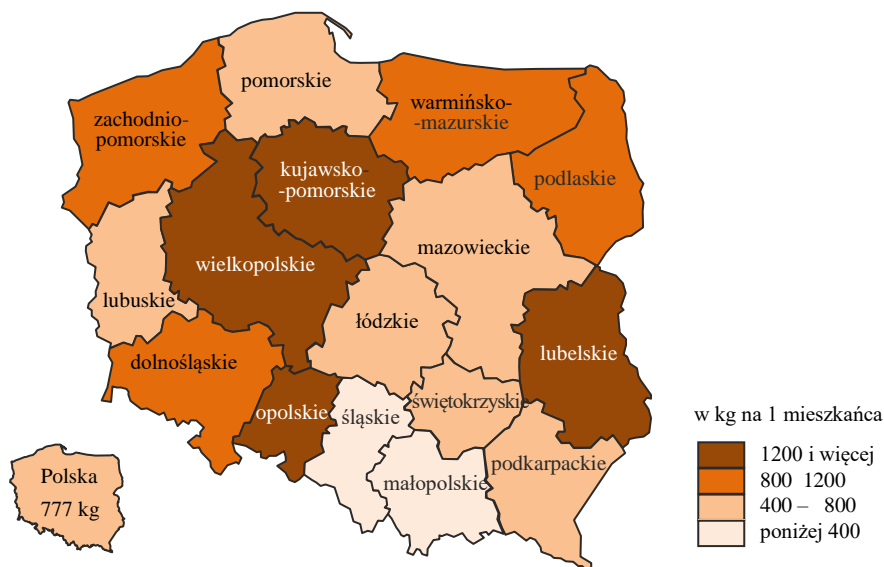 pomorskie
warmińsko-
-mazurskie
zachodnio-
pomorskie
kujawsko-
-pomorskie
podlaskie
mazowieckie
wielkopolskie
lubuskie
łódzkie
dolnośląskie
lubelskie
opolskie
śląskie
świętokrzyskie
podkarpackie
małopolskie
Polska
777 kg
w kg na 1 mieszkańca
1200 i więcej
800 1200
400 – 800
poniżej 400